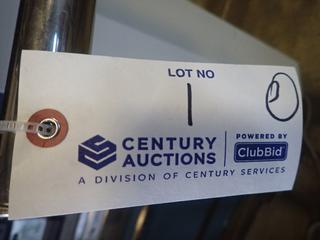 LOT NO
1
CENTURY
AUCTIONS
POWERED BY
ClubBid
A DIVISION OF CENTURY SERVICES